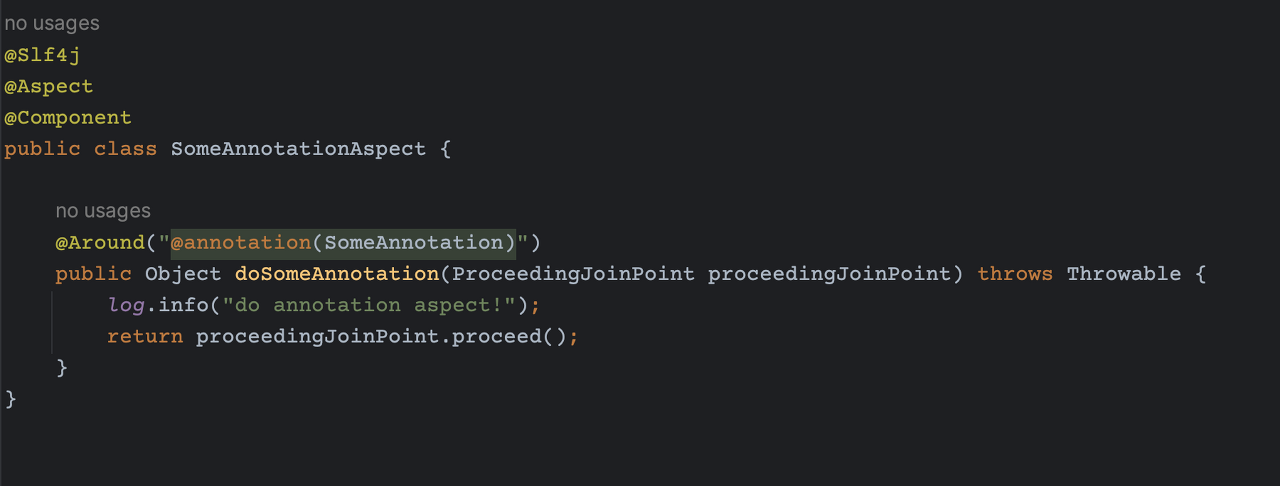 no usages
@Slf4j
@Aspect
@Component
public class SomeAnnotationAspect {
no usages
@Around("@annotation(SomeAnnotation)")
public Object doSomeAnnotation(ProceedingJoinPoint proceedingJoinPoint) throws Throwable {
log.info("do annotation aspect!");
return proceedingJoinPoint.proceed();
}
}